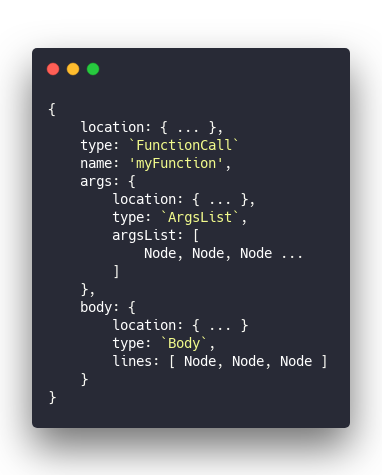 {
    location: { ... },
    type: `FunctionCall`
    name: 'myFunction',
    args: {
        location: { ... },
        type: `ArgsList`,
        argsList: [
            Node, Node, Node ...
        ]
    },
    body: {
        location: { ... }
        type: `Body`,
        lines: [ Node, Node, Node ]
    }
}